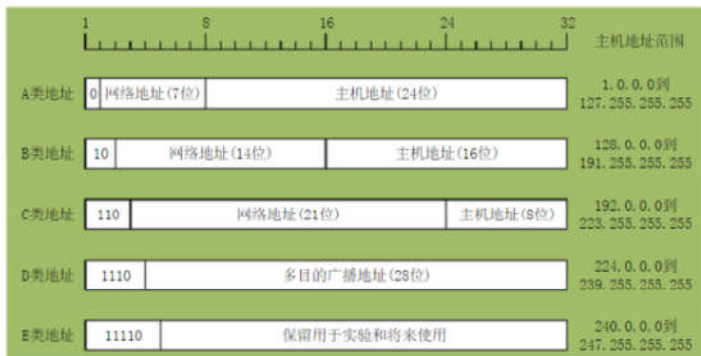 1 8 16 24 32
主机地址范围
A类地址 0 网络地址(7位) 主机地址(24位) 1.0.0.0到
127.255.255.255
B类地址 10 网络地址(14位) 主机地址(16位) 128.0.0.0到
191.255.255.255
C类地址 110 网络地址(21位) 主机地址(8位) 192.0.0.0到
223.255.255.255
D类地址 1110 多目的广播地址(28位) 224.0.0.0到
239.255.255.255
E类地址 11110 保留用于实验和将来使用 240.0.0.0到
247.255.255.255